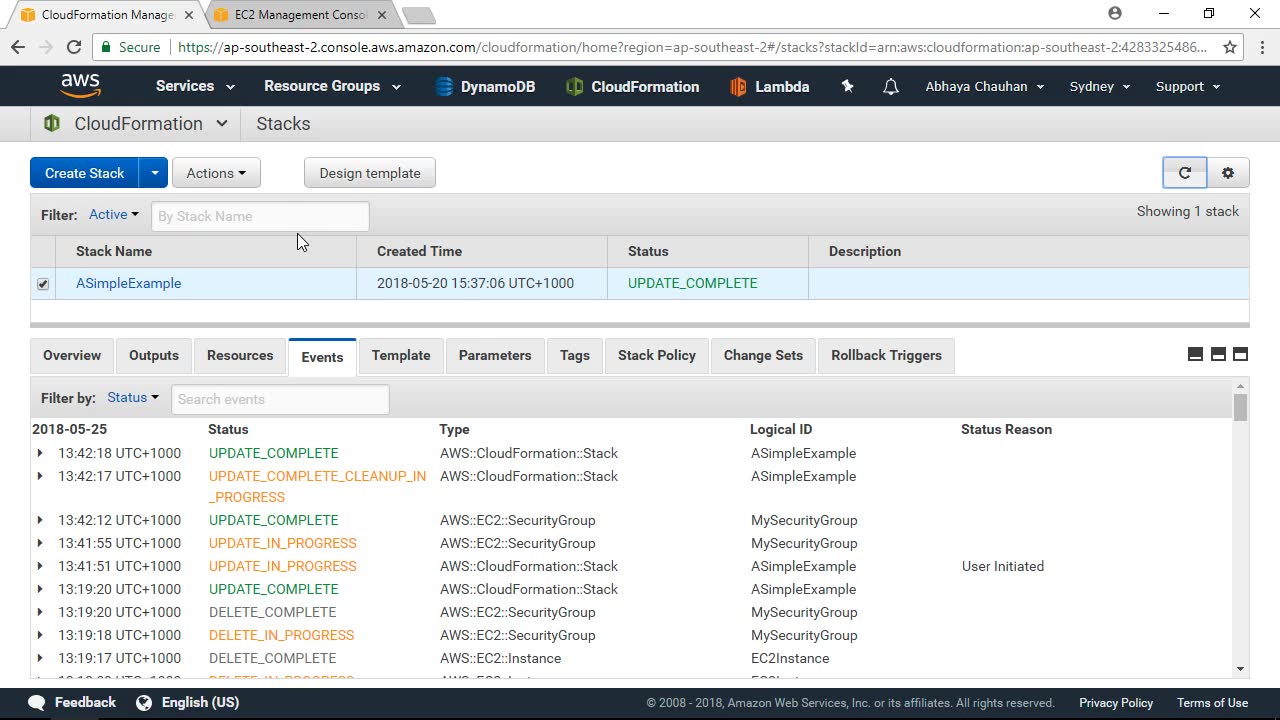 CloudFormation Manage
EC2 Management Conso
Secure https://ap-southeast-2.console.aws.amazon.com/cloudformation/home?region=ap-southeast-2#/stacks?stackId=arn:aws:cloudformation:ap-southeast-2:4283325486...
aws Services Resource Groups DynamoDB CloudFormation Lambda Abhaya Chauhan Sydney Support
CloudFormation Stacks
Create Stack Actions Design template
Filter: Active By Stack Name Showing 1 stack
Stack Name Created Time Status Description
ASimpleExample 2018-05-20 15:37:06 UTC+1000 UPDATE_COMPLETE
Overview Outputs Resources Events Template Parameters Tags Stack Policy Change Sets Rollback Triggers
Filter by: Status Search events
2018-05-25 Status Type Logical ID Status Reason
13:42:18 UTC+1000 UPDATE_COMPLETE AWS::CloudFormation::Stack ASimpleExample
13:42:17 UTC+1000 UPDATE_COMPLETE_CLEANUP_IN AWS::CloudFormation::Stack ASimpleExample
_PROGRESS
13:42:12 UTC+1000 UPDATE_COMPLETE AWS::EC2::SecurityGroup MySecurityGroup
13:41:55 UTC+1000 UPDATE_IN_PROGRESS AWS::EC2::SecurityGroup MySecurityGroup
13:41:51 UTC+1000 UPDATE_IN_PROGRESS AWS::CloudFormation::Stack ASimpleExample User Initiated
13:19:20 UTC+1000 UPDATE_COMPLETE AWS::CloudFormation::Stack ASimpleExample
13:19:20 UTC+1000 DELETE_COMPLETE AWS::EC2::SecurityGroup MySecurityGroup
13:19:18 UTC+1000 DELETE_IN_PROGRESS AWS::EC2::SecurityGroup MySecurityGroup
13:19:17 UTC+1000 DELETE_COMPLETE AWS::EC2::Instance EC2Instance
Feedback English (US) © 2008 - 2018, Amazon Web Services, Inc. or its affiliates. All rights reserved. Privacy Policy Terms of Use